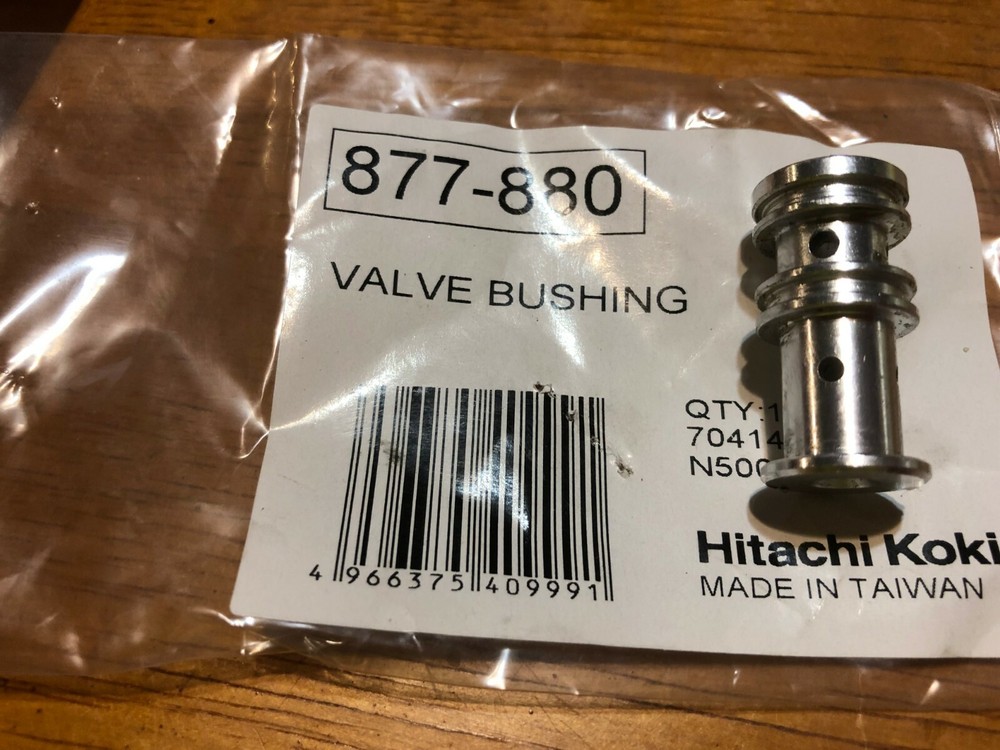 877-880
VALVE BUSHING
QTY:1
70414
N500
4 966375 409991
Hitachi Koki
MADE IN TAIWAN